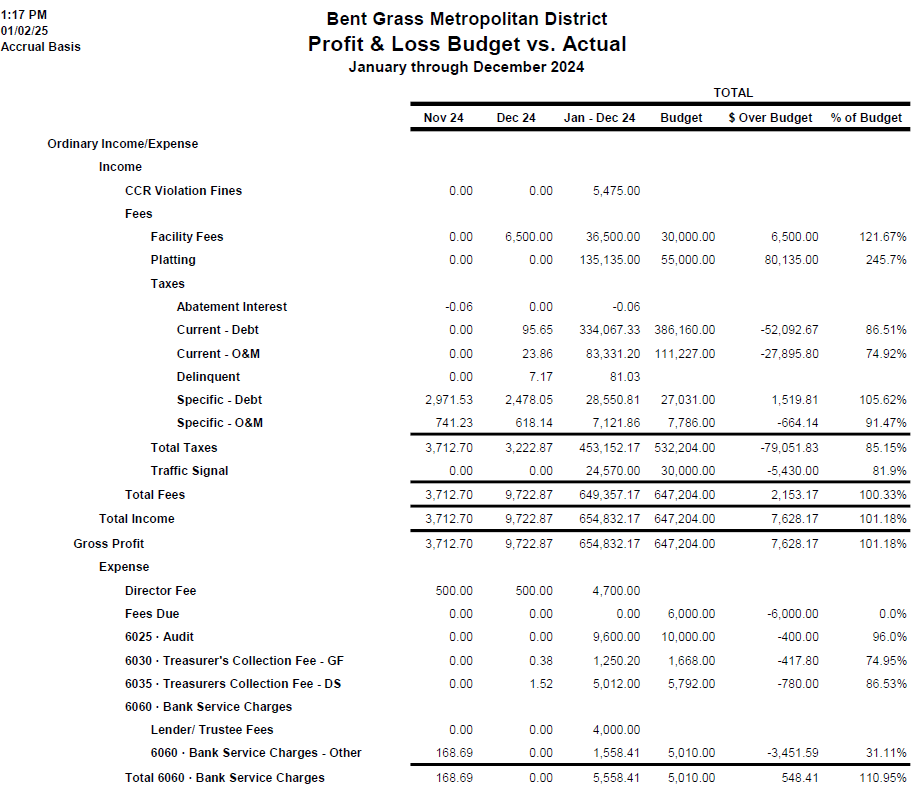 1:17 PM
01/02/25
Accrual Basis
Bent Grass Metropolitan District
Profit & Loss Budget vs. Actual
January through December 2024
TOTAL
Nov 24 Dec 24 Jan - Dec 24 Budget $ Over Budget % of Budget
Ordinary Income/Expense
Income
CCR Violation Fines 0.00 0.00 5,475.00
Fees
Facility Fees 0.00 6,500.00 36,500.00 30,000.00 6,500.00 121.67%
Platting 0.00 0.00 135,135.00 55,000.00 80,135.00 245.7%
Taxes
Abatement Interest -0.06 0.00 -0.06
Current - Debt 0.00 95.65 334,067.33 386,160.00 -52,092.67 86.51%
Current - O&M 0.00 23.86 83,331.20 111,227.00 -27,895.80 74.92%
Delinquent 0.00 7.17 81.03
Specific - Debt 2,971.53 2,478.05 28,550.81 27,031.00 1,519.81 105.62%
Specific - O&M 741.23 618.14 7,121.86 7,786.00 -664.14 91.47%
Total Taxes 3,712.70 3,222.87 453,152.17 532,204.00 -79,051.83 85.15%
Traffic Signal 0.00 0.00 24,570.00 30,000.00 -5,430.00 81.9%
Total Fees 3,712.70 9,722.87 649,357.17 647,204.00 2,153.17 100.33%
Total Income 3,712.70 9,722.87 654,832.17 647,204.00 7,628.17 101.18%
Gross Profit 3,712.70 9,722.87 654,832.17 647,204.00 7,628.17 101.18%
Expense
Director Fee 500.00 500.00 4,700.00
Fees Due 0.00 0.00 0.00 6,000.00 -6,000.00 0.0%
6025 · Audit 0.00 0.00 9,600.00 10,000.00 -400.00 96.0%
6030 · Treasurer's Collection Fee - GF 0.00 0.38 1,250.20 1,668.00 -417.80 74.95%
6035 · Treasurers Collection Fee - DS 0.00 1.52 5,012.00 5,792.00 -780.00 86.53%
6060 · Bank Service Charges
Lender/ Trustee Fees 0.00 0.00 4,000.00
6060 · Bank Service Charges - Other 168.69 0.00 1,558.41 5,010.00 -3,451.59 31.11%
Total 6060 · Bank Service Charges 168.69 0.00 5,558.41 5,010.00 548.41 110.95%